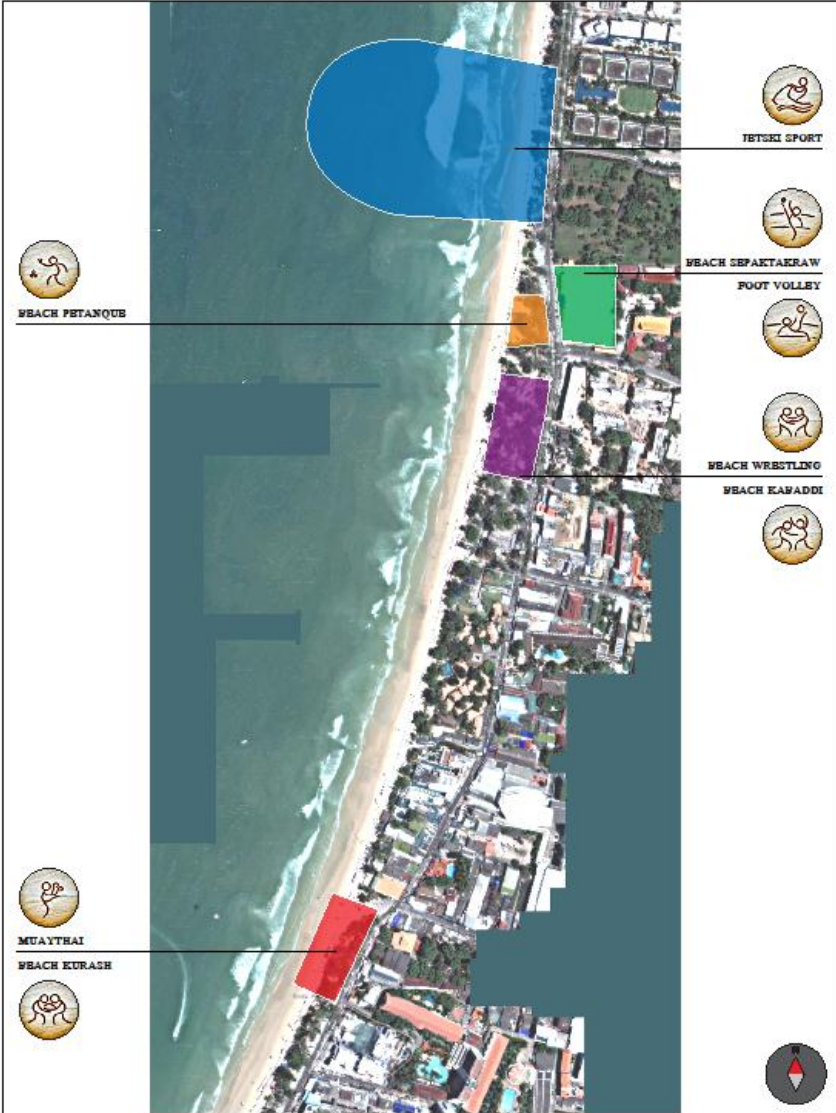 JETSKI SPORT
BEACH SEPAKTAKRAW
FOOT VOLLEY
BEACH PETANQUE
BEACH WRESTLING
BEACH KABADDI
MUAYTHAI
BEACH KURASH
N